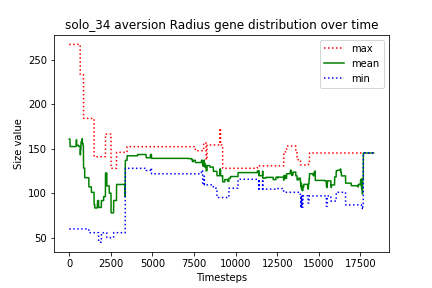 solo_34 aversion Radius gene distribution over time
max
mean
min
Size value
250
200
150
100
50
0 2500 5000 7500 10000 12500 15000 17500
Timesteps